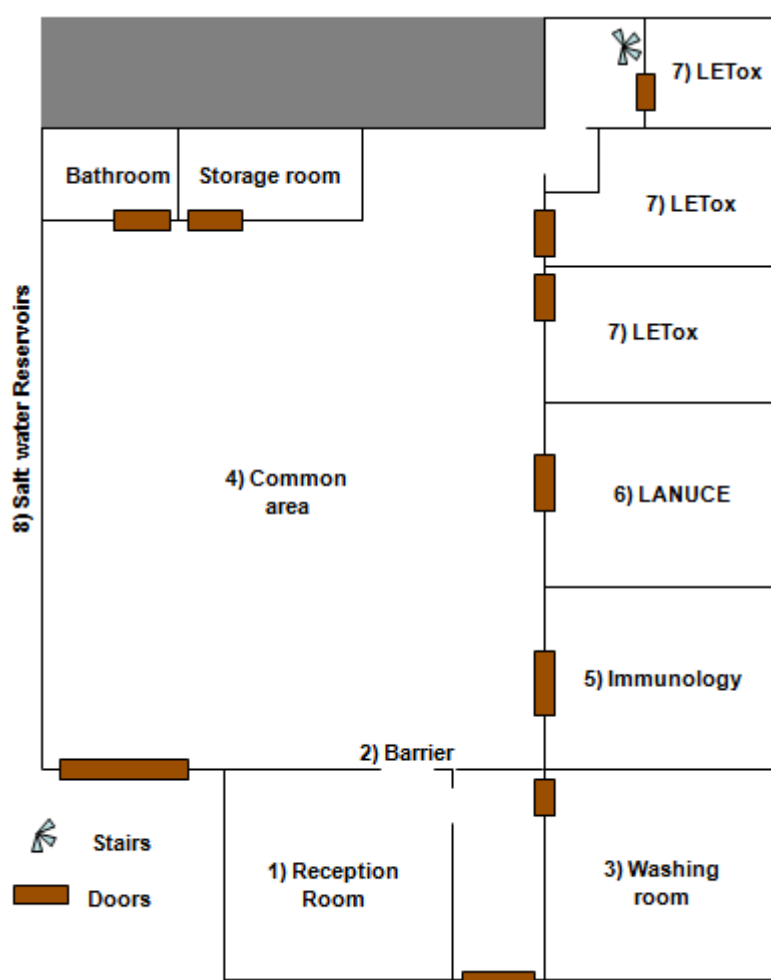 7) LETox
Bathroom
Storage room
7) LETox
7) LETox
8) Salt water Reservoirs
4) Common
area
6) LANUCE
5) Immunology
2) Barrier
Stairs
1) Reception
Room
3) Washing
room
Doors